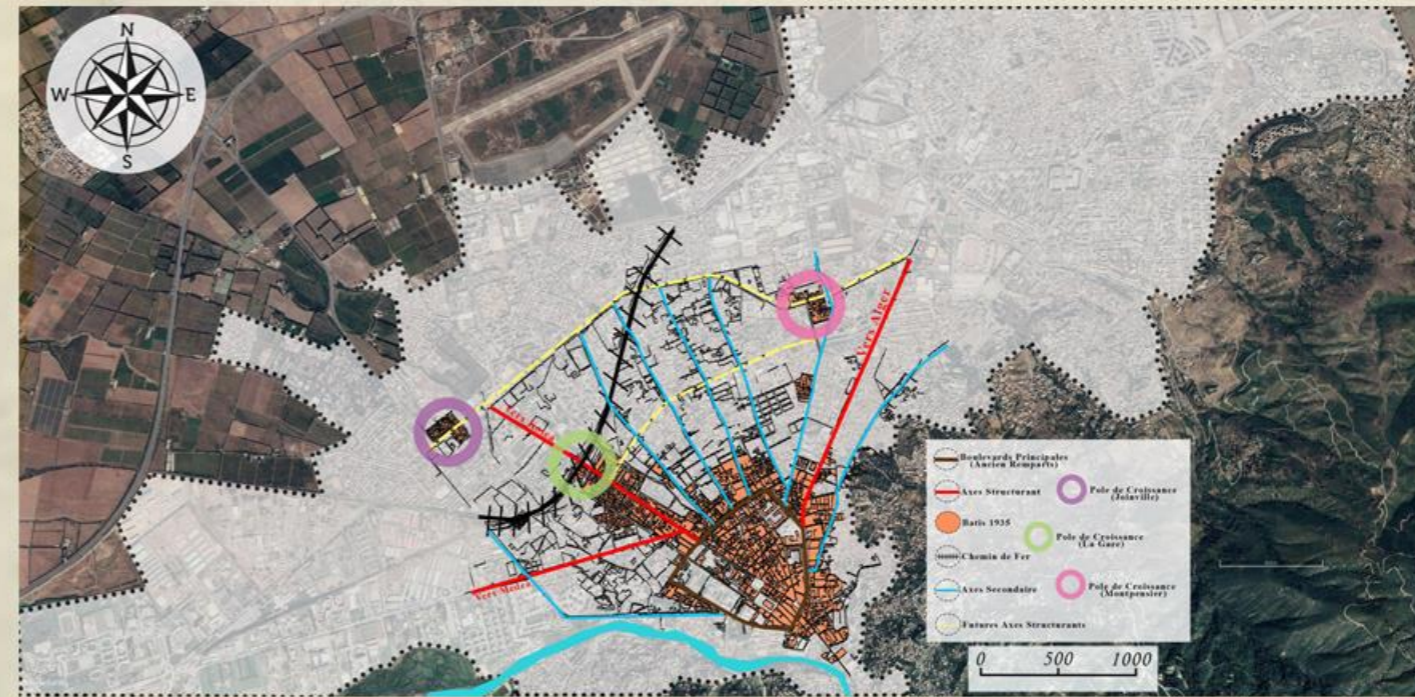 N
W E
S
Vers Alger
Vers Medea
Boulevards Principales
(Ancien Remparts)
Axes Structurant
Pole de Croissance
(Joinville)
Batis 1935
Pole de Croissance
(La Gare)
Chemin de Fer
Axes Secondaire
Pole de Croissance
(Montpensier)
Futures Axes Structurants
0 500 1000